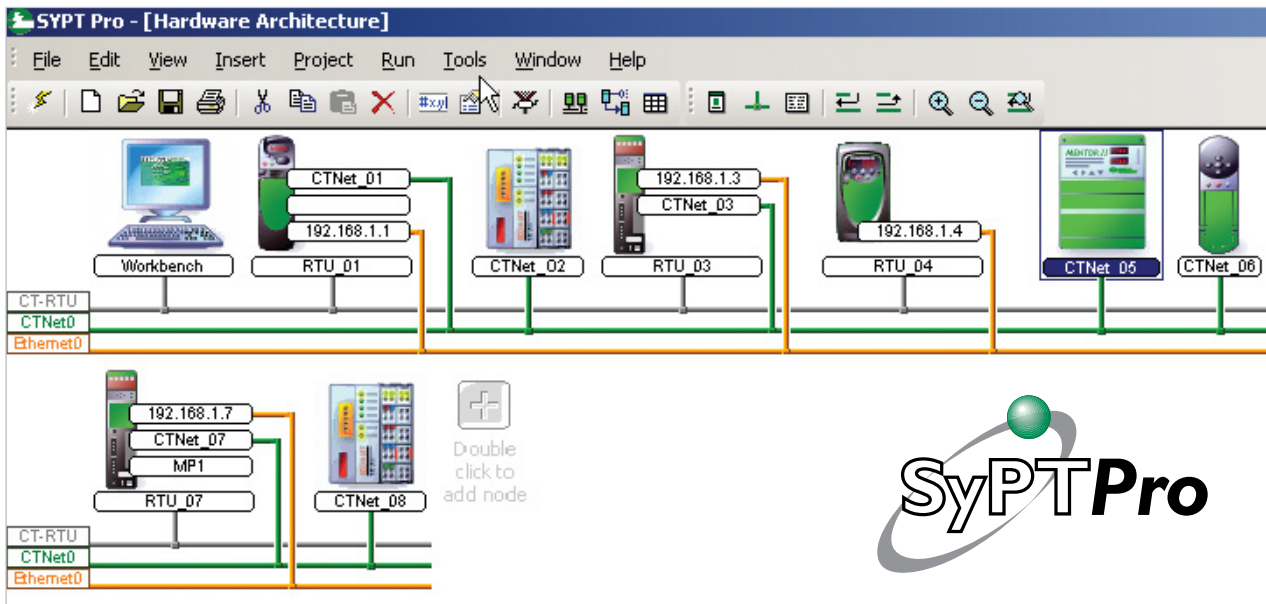 SYPT Pro - [Hardware Architecture]
File Edit View Insert Project Run Tools Window Help
#xyl
MENTOR II
CTNet_01
192.168.1.1
192.168.1.3
CTNet_03
192.168.1.4
Workbench
RTU_01
CTNet_02
RTU_03
RTU_04
CTNet_05
CTNet_06
CT-RTU
CTNet0
Ethernet0
192.168.1.7
CTNet_07
MP1
RTU_07
CTNet_08
Double
click to
add node
CT-RTU
CTNet0
Ethernet0
SyPTPro